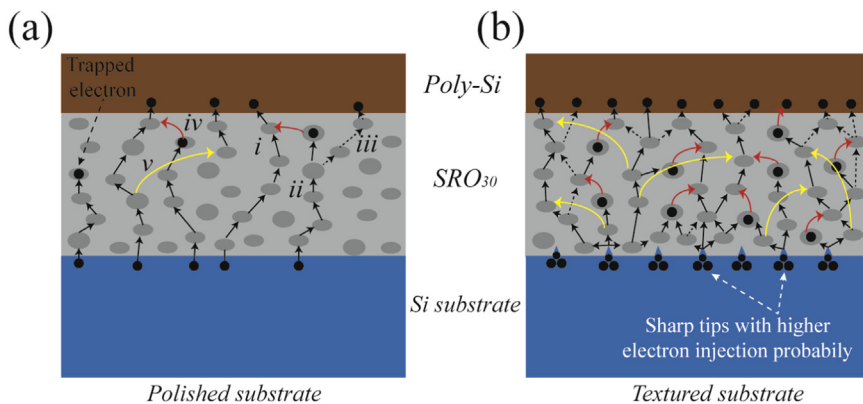 (a)
(b)
Trapped
electron
Poly-Si
iv
i
iii
v
SRO30
ii
Si substrate
Sharp tips with higher
electron injection probabily
Polished substrate
Textured substrate